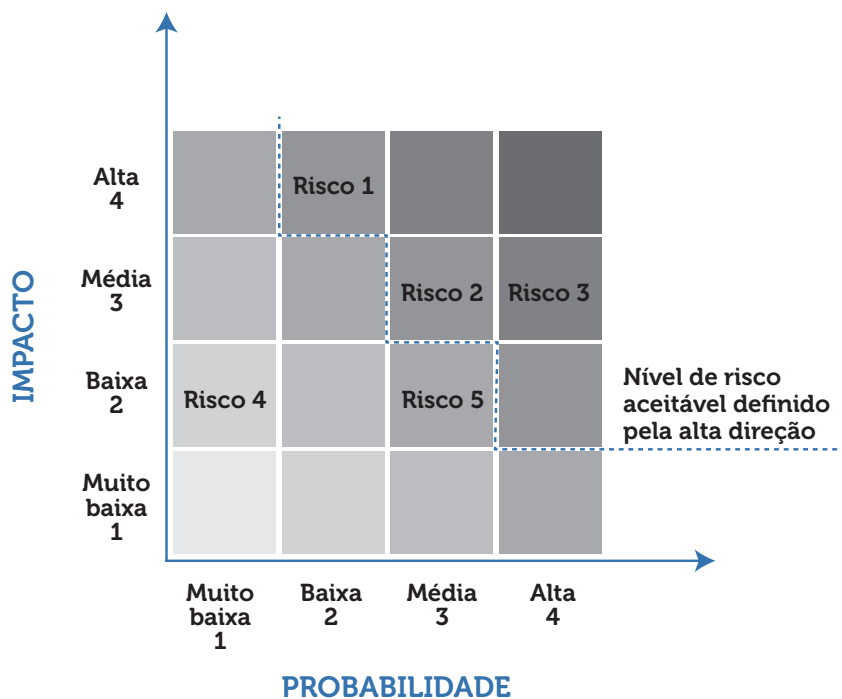 IMPACTO
Alta
4
Média
3
Baixa
2
Muito
baixa
1
Risco 1
Risco 2
Risco 3
Risco 4
Risco 5
Nível de risco
aceitável definido
pela alta direção
Muito
baixa
1
Baixa
2
Média
3
Alta
4
PROBABILIDADE